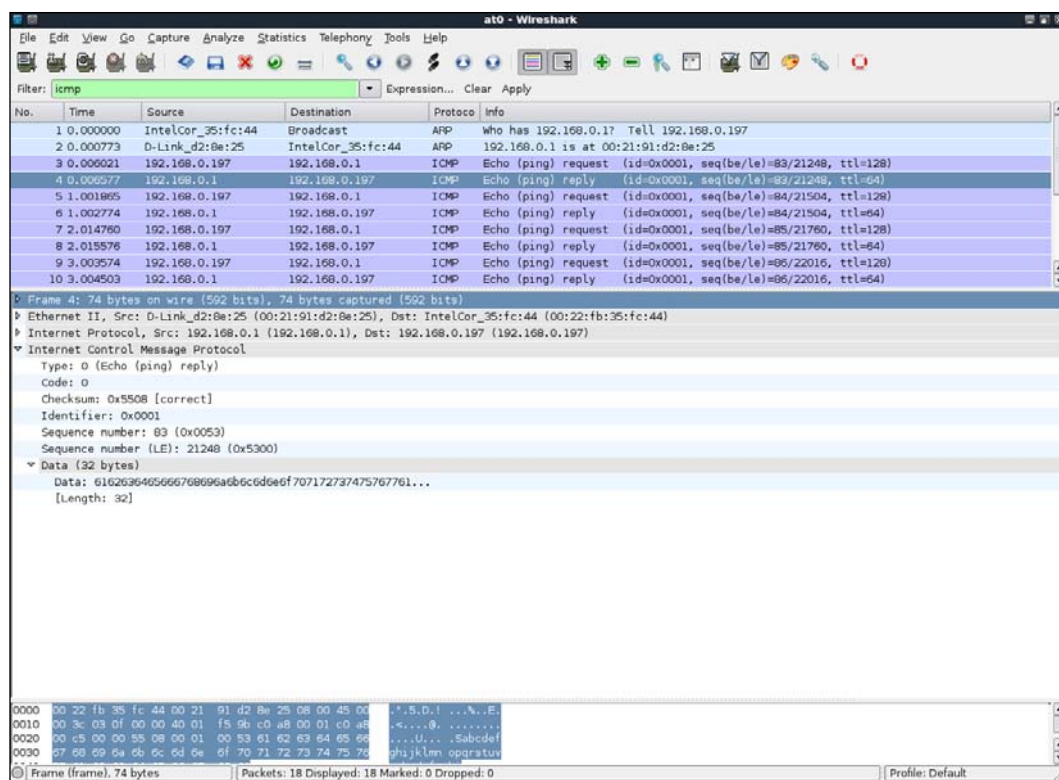 at0 - Wireshark
File Edit View Go Capture Analyze Statistics Telephony Tools Help
Filter: icmp Expression... Clear Apply
No. Time Source Destination Protoco Info
1 0.000000 IntelCor_35:fc:44 Broadcast ARP Who has 192.168.0.1? Tell 192.168.0.197
2 0.000773 D-Link_d2:8e:25 IntelCor_35:fc:44 ARP 192.168.0.1 is at 00:21:91:d2:8e:25
3 0.006021 192.168.0.197 192.168.0.1 ICMP Echo (ping) request (id=0x0001, seq(be/le)=83/21248, ttl=128)
4 0.006577 192.168.0.1 192.168.0.197 ICMP Echo (ping) reply (id=0x0001, seq(be/le)=83/21248, ttl=64)
5 1.001865 192.168.0.197 192.168.0.1 ICMP Echo (ping) request (id=0x0001, seq(be/le)=84/21504, ttl=128)
6 1.002774 192.168.0.1 192.168.0.197 ICMP Echo (ping) reply (id=0x0001, seq(be/le)=84/21504, ttl=64)
7 2.014760 192.168.0.197 192.168.0.1 ICMP Echo (ping) request (id=0x0001, seq(be/le)=85/21760, ttl=128)
8 2.015576 192.168.0.1 192.168.0.197 ICMP Echo (ping) reply (id=0x0001, seq(be/le)=85/21760, ttl=64)
9 3.003574 192.168.0.197 192.168.0.1 ICMP Echo (ping) request (id=0x0001, seq(be/le)=86/22016, ttl=128)
10 3.004503 192.168.0.1 192.168.0.197 ICMP Echo (ping) reply (id=0x0001, seq(be/le)=86/22016, ttl=64)
Frame 4: 74 bytes on wire (592 bits), 74 bytes captured (592 bits)
Ethernet II, Src: D-Link_d2:8e:25 (00:21:91:d2:8e:25), Dst: IntelCor_35:fc:44 (00:22:fb:35:fc:44)
Internet Protocol, Src: 192.168.0.1 (192.168.0.1), Dst: 192.168.0.197 (192.168.0.197)
Internet Control Message Protocol
Type: 0 (Echo (ping) reply)
Code: 0
Checksum: 0x5508 [correct]
Identifier: 0x0001
Sequence number: 83 (0x0053)
Sequence number (LE): 21248 (0x5300)
Data (32 bytes)
Data: 6162636465666768696a6b6c6d6e6f7071727374757677 61...
[Length: 32]
0000 00 22 fb 35 fc 44 00 21 91 d2 8e 25 08 00 45 00 .".5.D.! ...%..E.
0010 00 3c 03 0f 00 00 40 01 f5 9b c0 a8 00 01 c0 a8 .<....@. ........
0020 00 c5 00 00 55 08 00 01 00 53 61 62 63 64 65 66 ....U... .Sabcdef
0030 67 68 69 6a 6b 6c 6d 6e 6f 70 71 72 73 74 75 76 ghijklmn opqrstuv
Frame (frame), 74 bytes Packets: 18 Displayed: 18 Marked: 0 Dropped: 0 Profile: Default